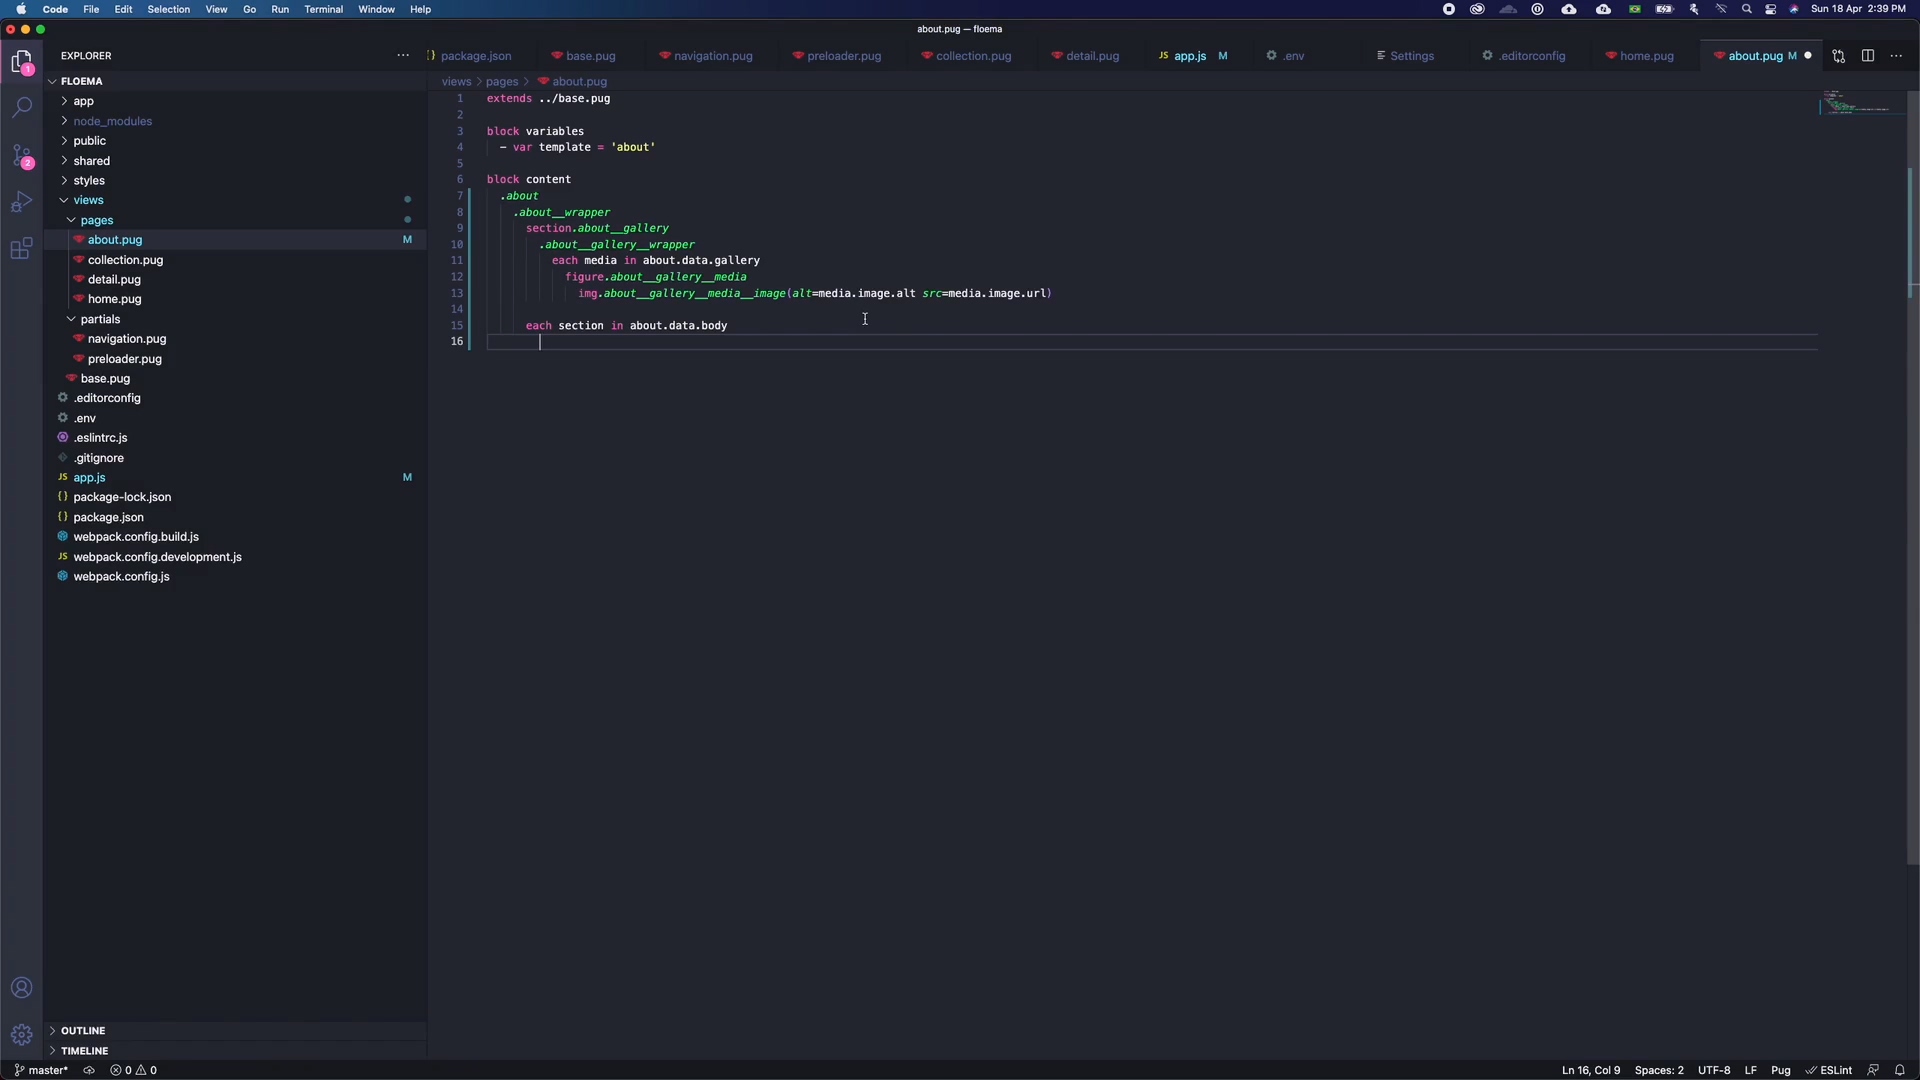 Code File Edit Selection View Go Run Terminal Window Help Sun 18 Apr 2:39 PM
about.pug — floema
EXPLORER
package.json base.pug navigation.pug preloader.pug collection.pug detail.pug JS app.js M .env Settings .editorconfig home.pug about.pug M
views > pages > about.pug
FLOEMA
app
node_modules
public
shared
styles
views
pages
about.pug M
collection.pug
detail.pug
home.pug
partials
navigation.pug
preloader.pug
base.pug
.editorconfig
.env
.eslintrc.js
.gitignore
JS app.js M
{} package-lock.json
{} package.json
webpack.config.build.js
JS webpack.config.development.js
webpack.config.js
OUTLINE
TIMELINE
1 extends ../base.pug
2
3 block variables
4 - var template = 'about'
5
6 block content
7 .about
8 .about__wrapper
9 section.about__gallery
10 .about__gallery__wrapper
11 each media in about.data.gallery
12 figure.about__gallery__media
13 img.about__gallery__media__image(alt=media.image.alt src=media.image.url)
14
15 each section in about.data.body
16
1
2
master* 0 0 Ln 16, Col 9 Spaces: 2 UTF-8 LF Pug ESLint